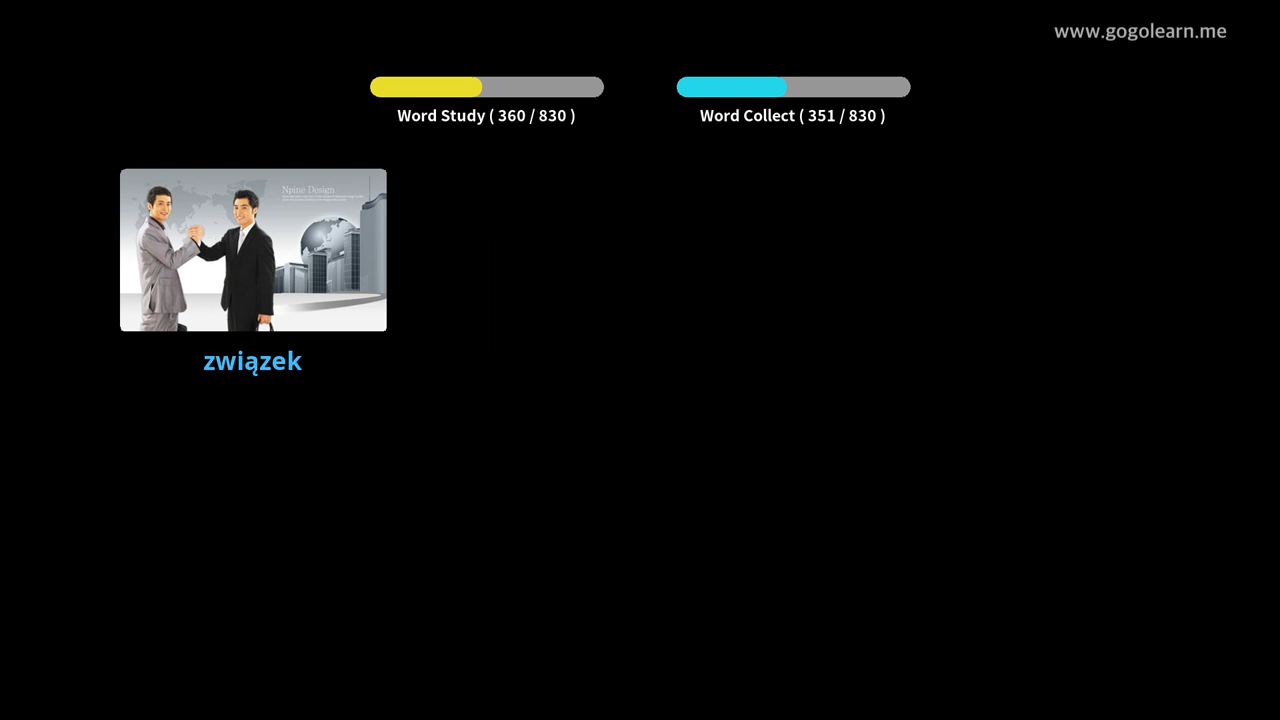 www.gogolearn.me
Word Study ( 360 / 830 )
Word Collect ( 351 / 830 )
Npine Design
związek